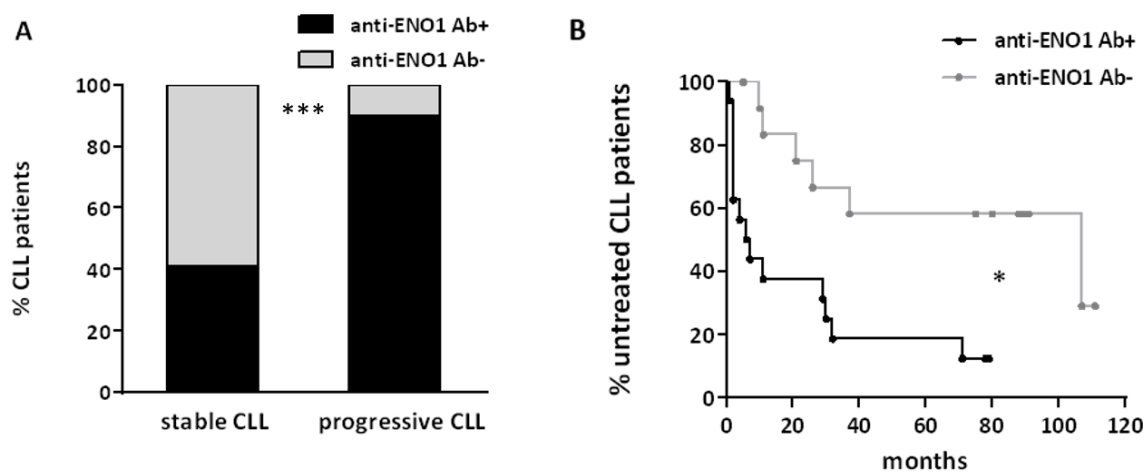 A
anti-ENO1 Ab+
anti-ENO1 Ab-
% CLL patients
100
80
60
40
20
0
***
stable CLL
progressive CLL
B
anti-ENO1 Ab+
anti-ENO1 Ab-
% untreated CLL patients
100
80
60
40
20
0
*
0 20 40 60 80 100 120
months